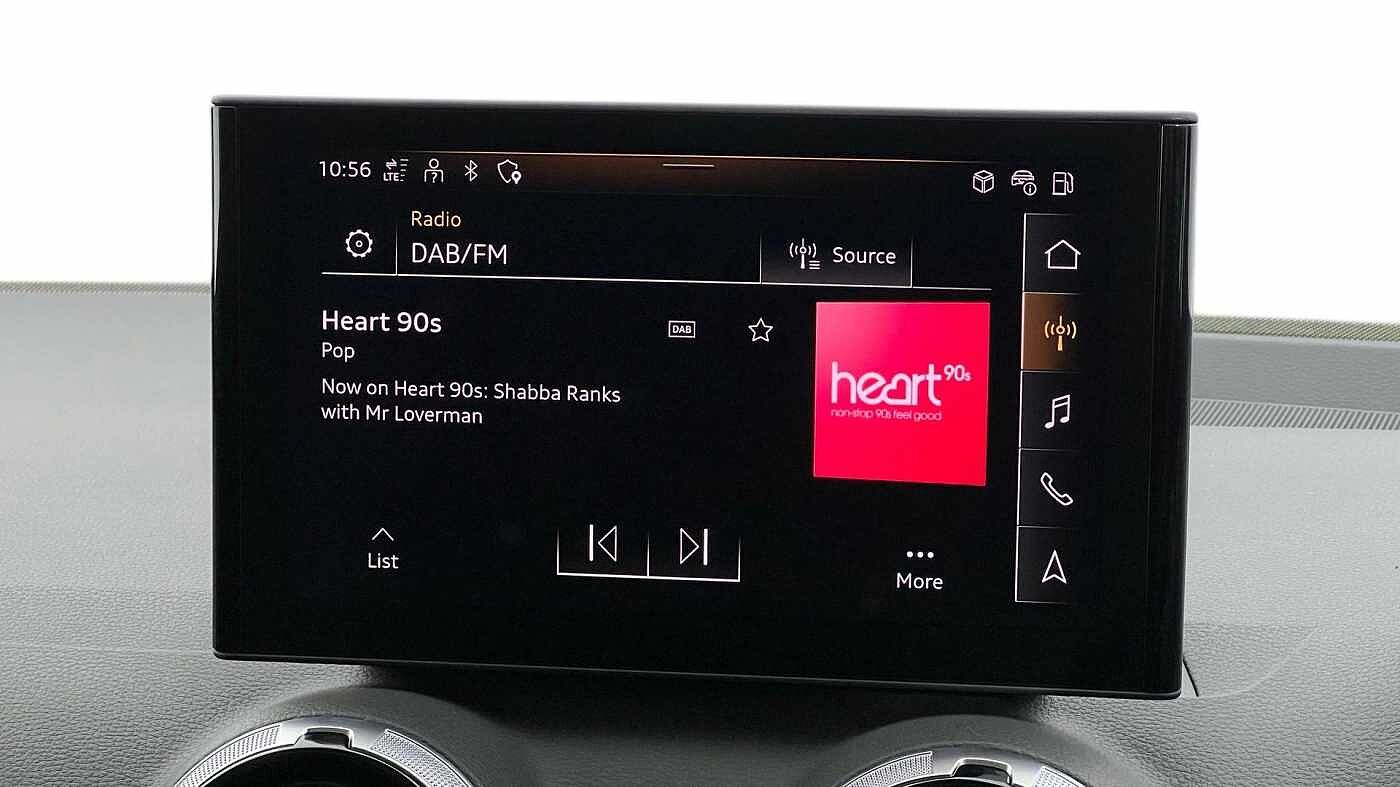 10:56
LTE
Radio
DAB/FM
Source
Heart 90s
DAB
Pop
Now on Heart 90s: Shabba Ranks
with Mr Loverman
heart 90s
non-stop 90s feel good
List
More